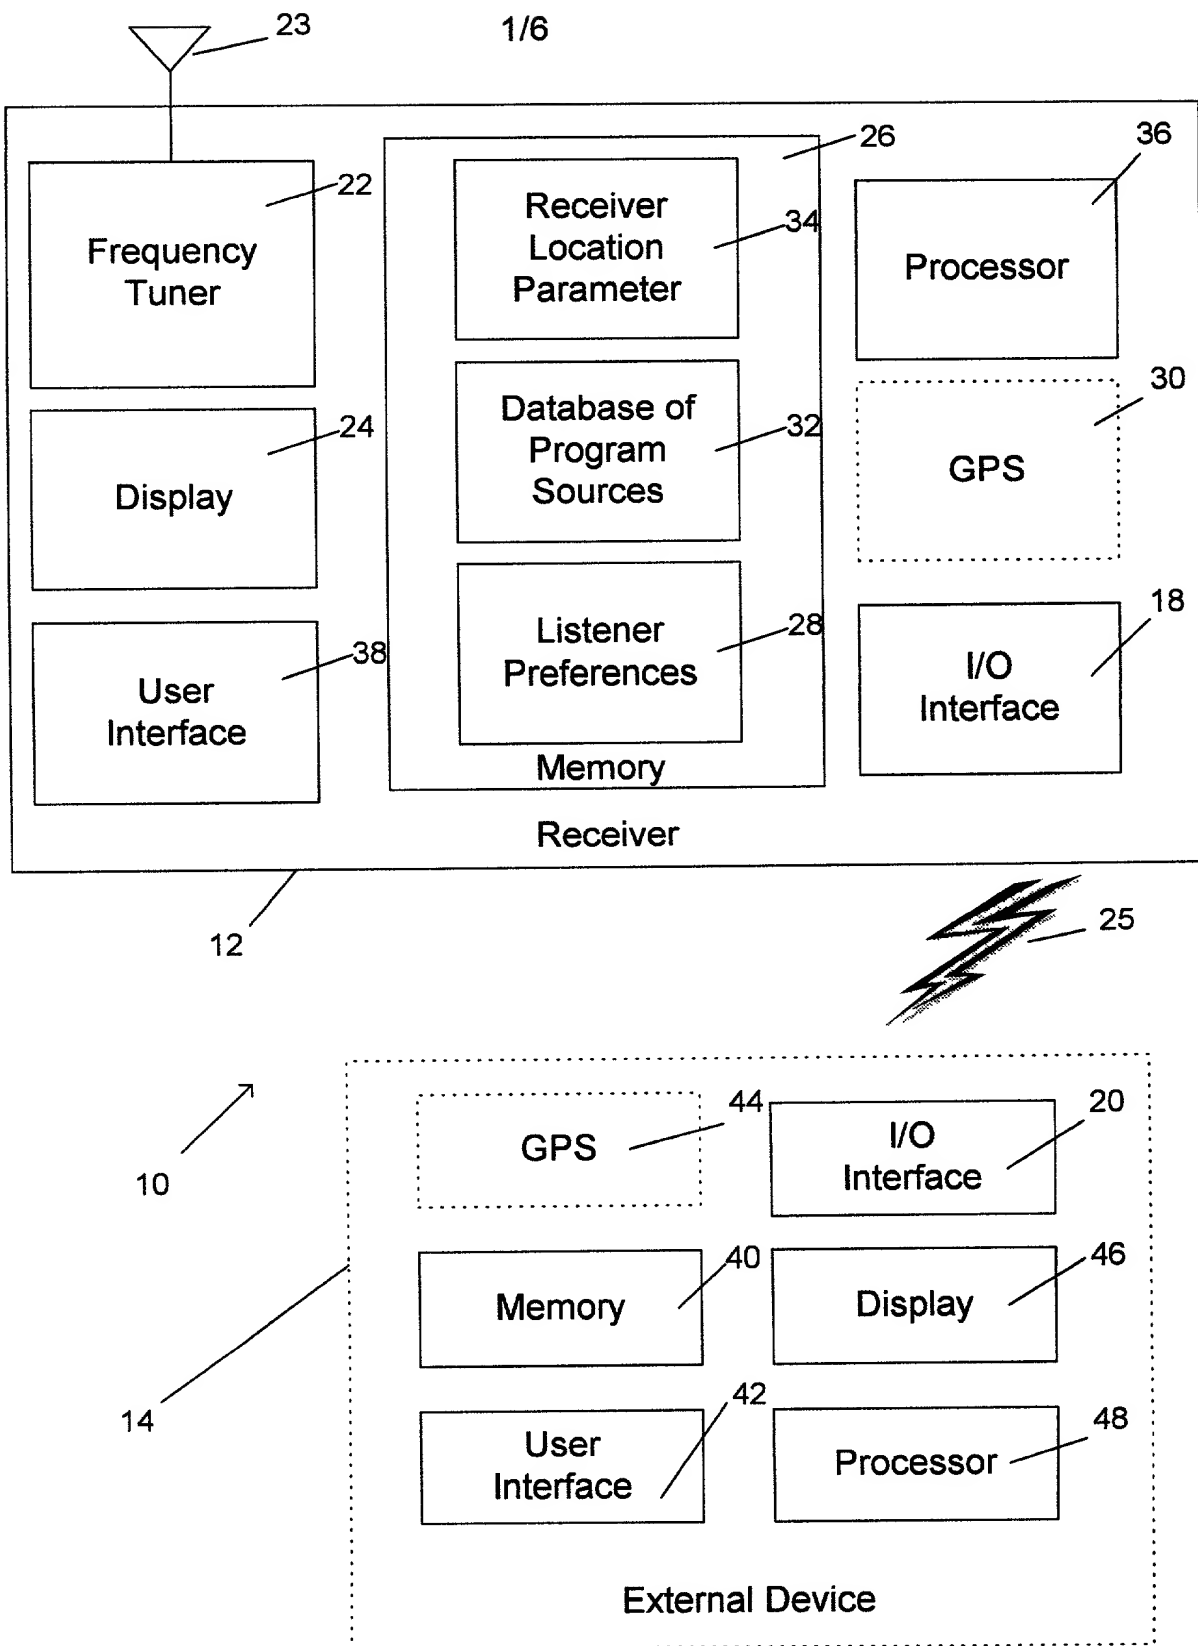 23
1/6
22
Frequency
Tuner
26
Receiver
Location
Parameter
34
36
Processor
24
Display
Database of
Program
Sources
32
30
GPS
38
User
Interface
Listener
Preferences
28
18
I/O
Interface
Memory
Receiver
12
25
10
44
GPS
20
I/O
Interface
40
Memory
46
Display
14
42
User
Interface
48
Processor
External Device